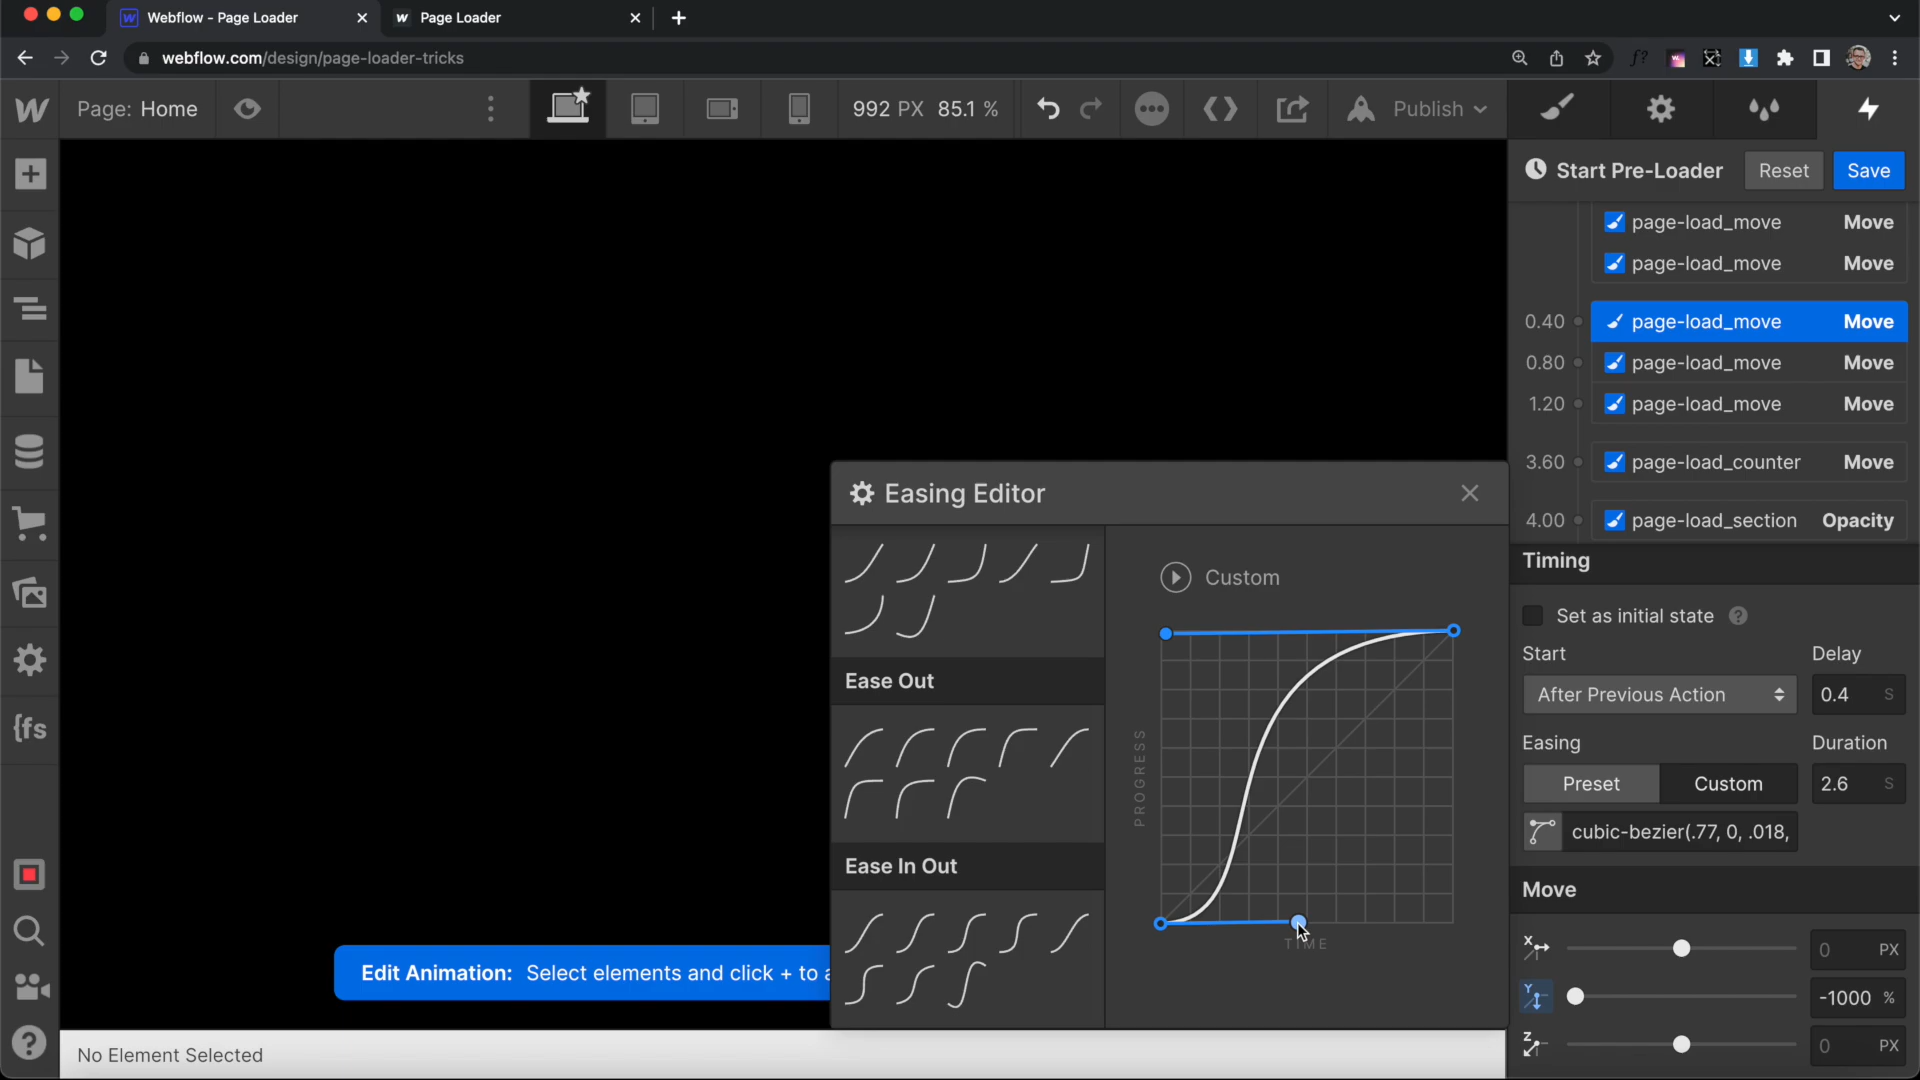 Webflow - Page Loader
Page Loader
webflow.com/design/page-loader-tricks
Page: Home
992 PX 85.1 %
Publish
Start Pre-Loader
Reset
Save
page-load_move Move
page-load_move Move
0.40 page-load_move Move
0.80 page-load_move Move
1.20 page-load_move Move
3.60 page-load_counter Move
4.00 page-load_section Opacity
Easing Editor
Custom
Ease Out
Ease In Out
PROGRESS
TIME
Timing
Set as initial state
Start
Delay
After Previous Action
0.4 S
Easing
Duration
Preset
Custom
2.6 S
cubic-bezier(.77, 0, .018,
Move
X
0 PX
Y
-1000 %
Z
0 PX
{fs
Edit Animation: Select elements and click + to a
No Element Selected